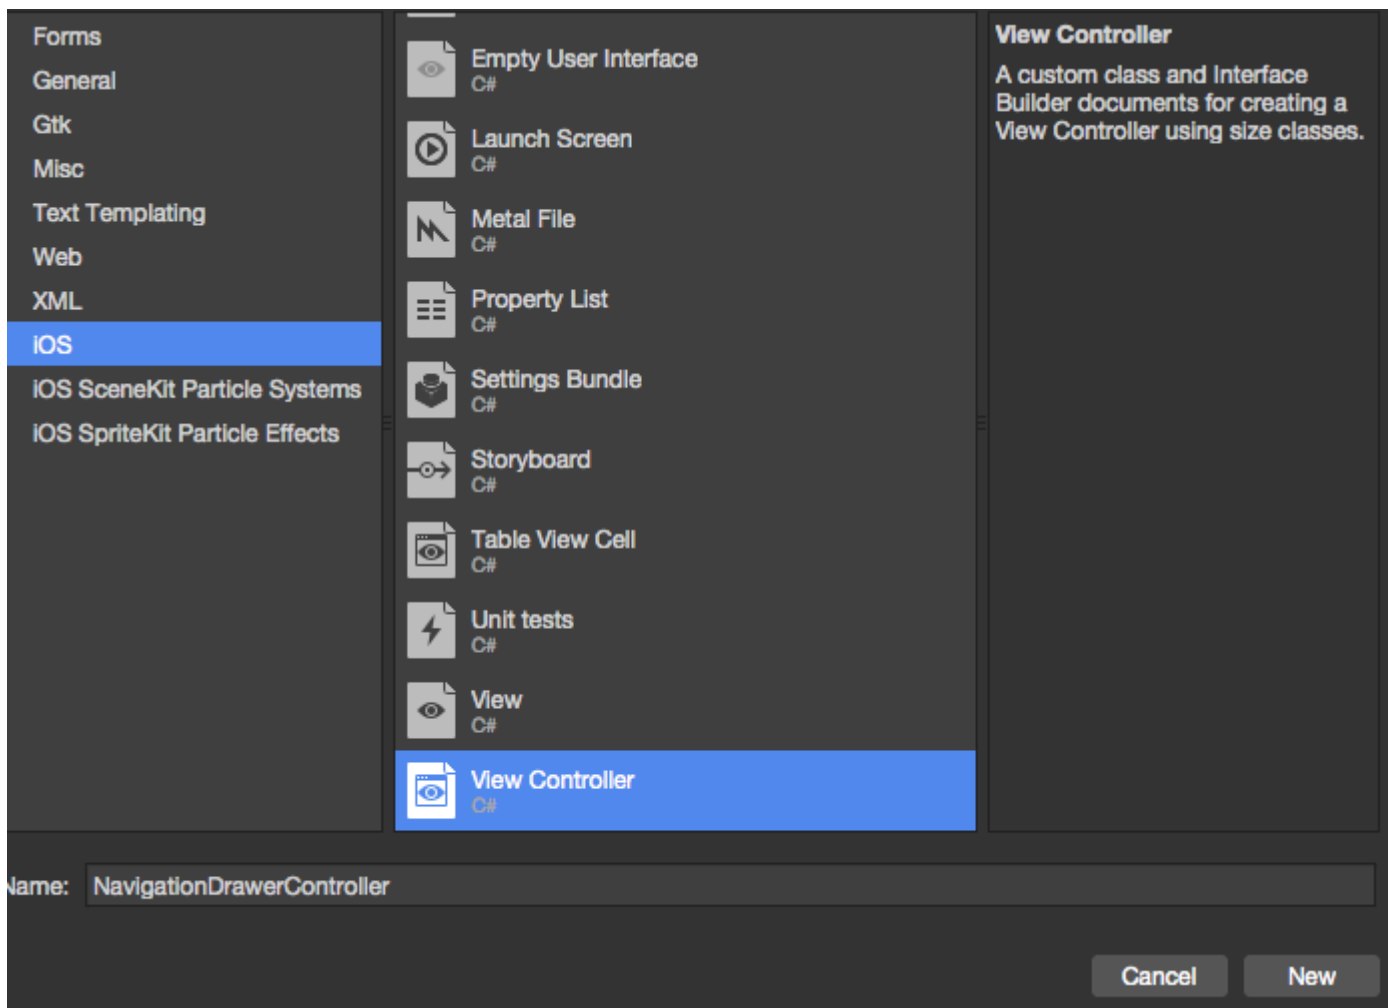 Forms
General
Gtk
Misc
Text Templating
Web
XML
iOS
iOS SceneKit Particle Systems
iOS SpriteKit Particle Effects
Empty User Interface
C#
Launch Screen
C#
Metal File
C#
Property List
C#
Settings Bundle
C#
Storyboard
C#
Table View Cell
C#
Unit tests
C#
View
C#
View Controller
C#
View Controller
A custom class and Interface
Builder documents for creating a
View Controller using size classes.
Name: NavigationDrawerController
Cancel New